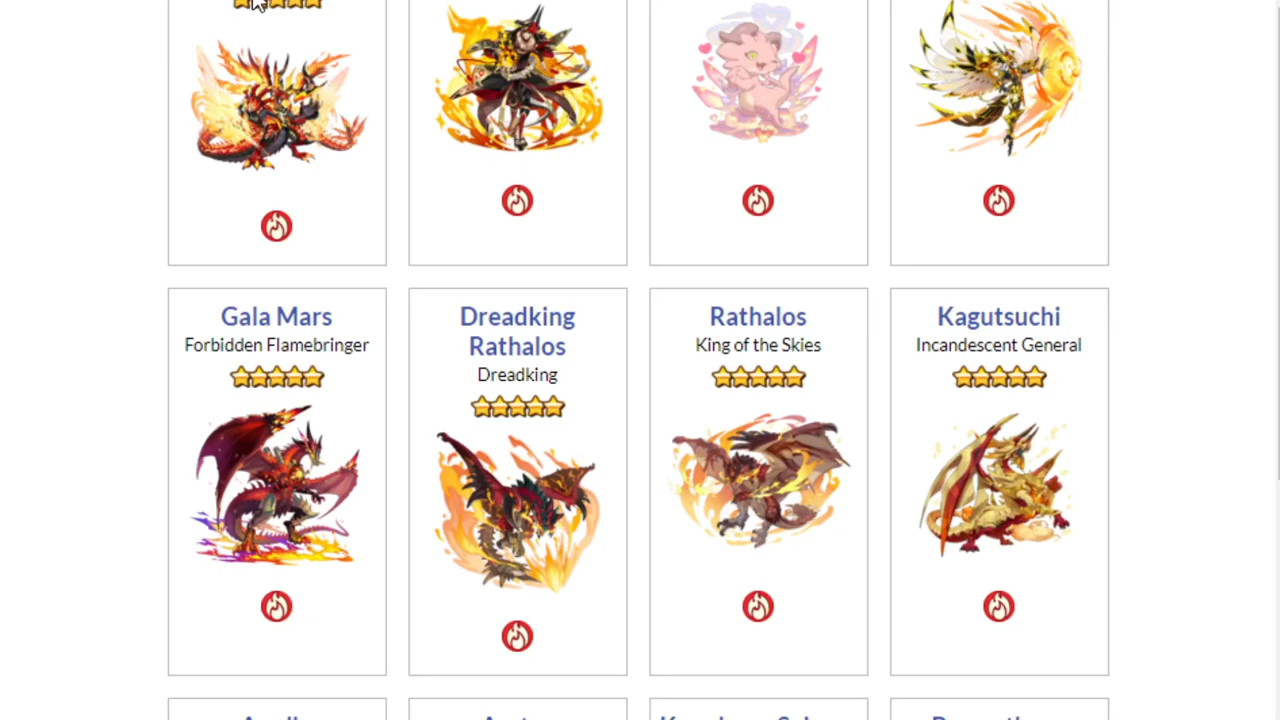 Gala Mars
Forbidden Flamebringer
Dreadking
Rathalos
Dreadking
Rathalos
King of the Skies
Kagutsuchi
Incandescent General